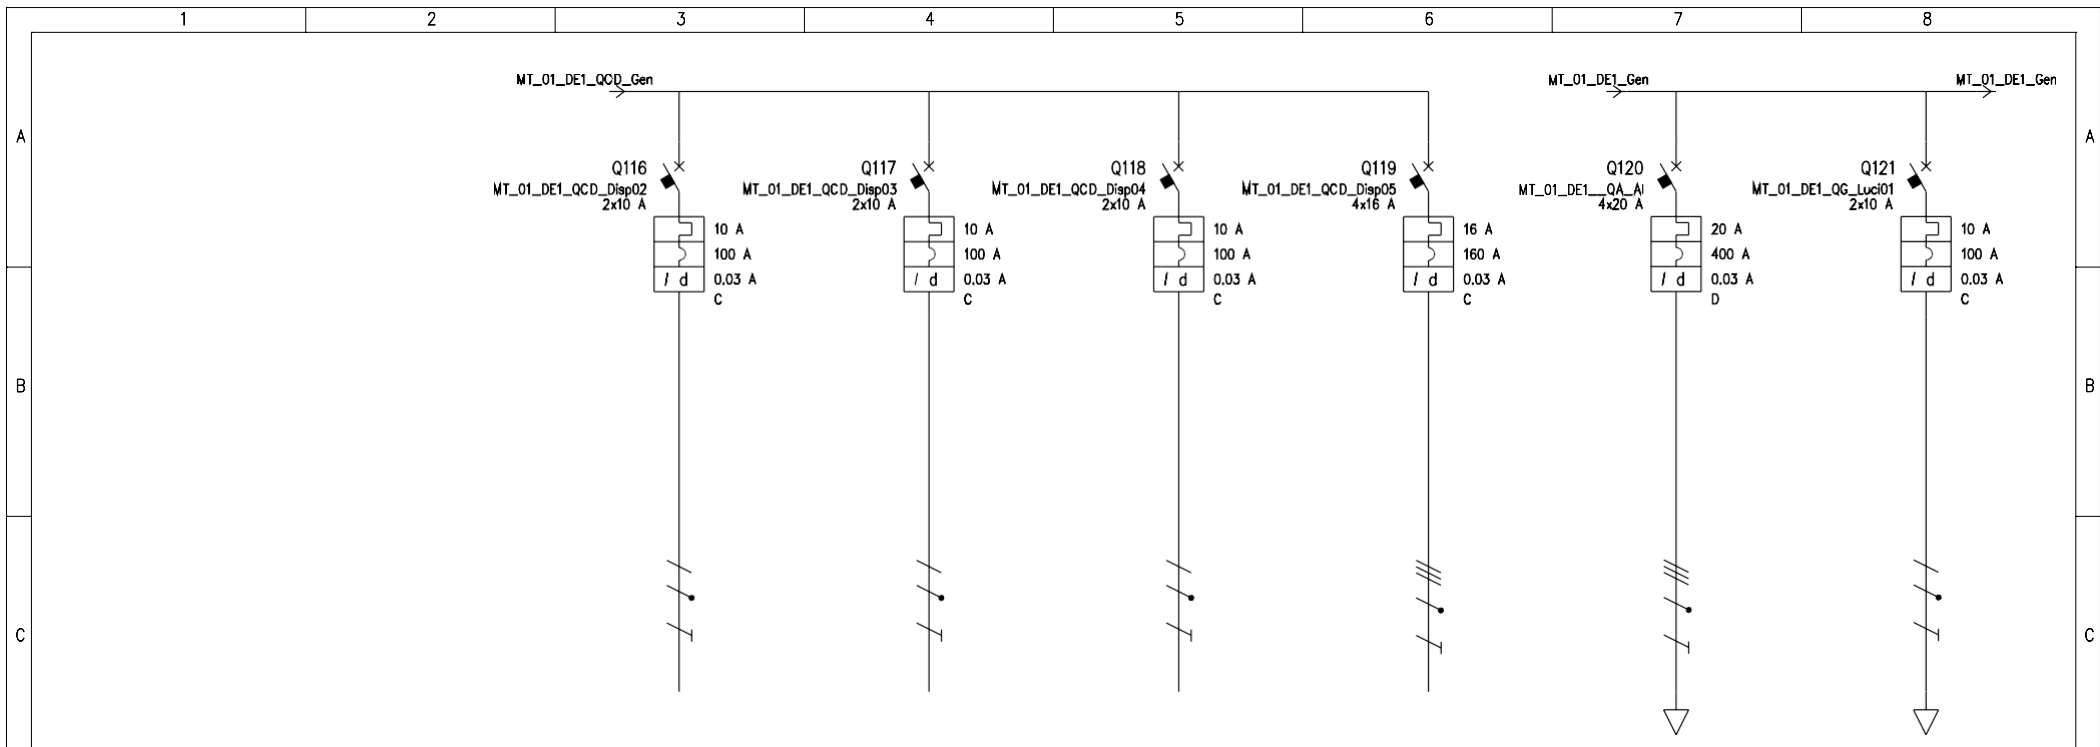 1 2 3 4 5 6 7 8
MT_01_DE1_QCD_Gen MT_01_DE1_Gen MT_01_DE1_Gen
A A
Q116 Q117 Q118 Q119 Q120 Q121
MT_01_DE1_QCD_Disp02 MT_01_DE1_QCD_Disp03 MT_01_DE1_QCD_Disp04 MT_01_DE1_QCD_Disp05 MT_01_DE1__QA_A MT_01_DE1_QG_Luci01
2x10 A 2x10 A 2x10 A 4x16 A 4x20 A 2x10 A
10 A 10 A 10 A 16 A 20 A 10 A
100 A 100 A 100 A 160 A 400 A 100 A
I d 0.03 A I d 0.03 A I d 0.03 A I d 0.03 A I d 0.03 A I d 0.03 A
C C C C D C
B B
C C